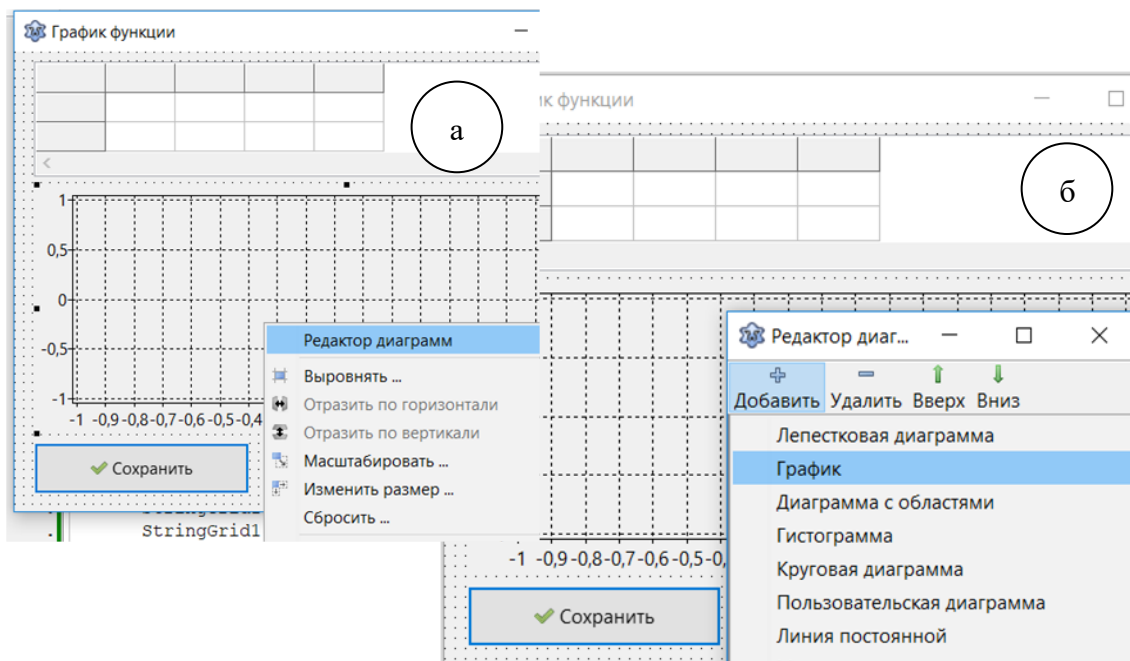 График функции
а
1
0,5
0
-0,5
-1
-1 -0,9 -0,8 -0,7 -0,6 -0,5 -0,4
Сохранить
Редактор диаграмм
Выровнять ...
Отразить по горизонтали
Отразить по вертикали
Масштабировать ...
Изменить размер ...
Сбросить ...
StringGrid1
ик функции
б
-1 -0,9 -0,8 -0,7 -0,6 -0,5 -0,
Сохранить
Редактор диаг...
Добавить Удалить Вверх Вниз
Лепестковая диаграмма
График
Диаграмма с областями
Гистограмма
Круговая диаграмма
Пользовательская диаграмма
Линия постоянной